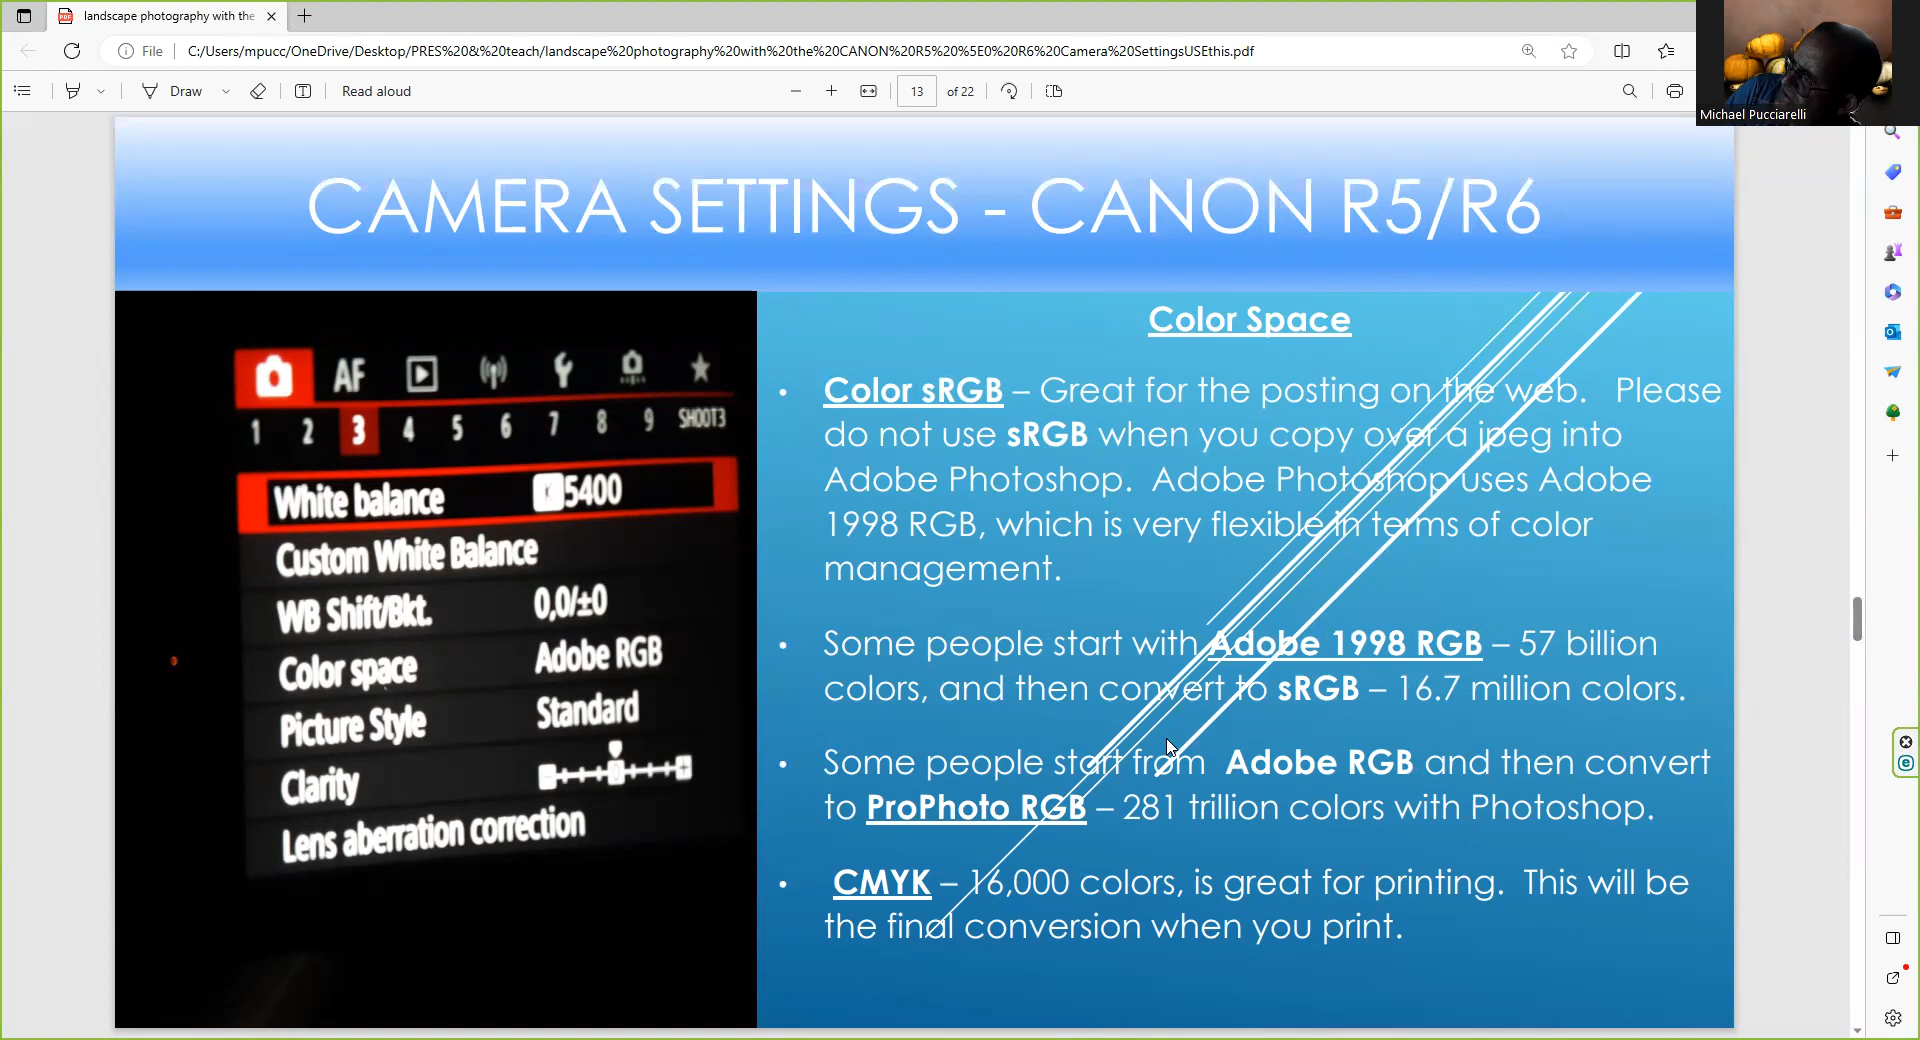 landscape photography with the
File
C:/Users/mpucc/OneDrive/Desktop/PRES%20&%20teach/landscape%20photography%20with%20the%20CANON%20R5%20%5E0%20R6%20Camera%20SettingsUSEthis.pdf
Draw
Read aloud
13 of 22
Michael Pucciarelli
CAMERA SETTINGS - CANON R5/R6
AF
1 2 3 4 5 6 7 8 9 SHOOT3
White balance K 5400
Custom White Balance
WB Shift/Bkt. 0,0/±0
Color space Adobe RGB
Picture Style Standard
Clarity
Lens aberration correction
Color Space
• Color sRGB – Great for the posting on the web. Please
do not use sRGB when you copy over a jpeg into
Adobe Photoshop. Adobe Photoshop uses Adobe
1998 RGB, which is very flexible in terms of color
management.
• Some people start with Adobe 1998 RGB – 57 billion
colors, and then convert to sRGB – 16.7 million colors.
• Some people start from Adobe RGB and then convert
to ProPhoto RGB – 281 trillion colors with Photoshop.
• CMYK – 16,000 colors, is great for printing. This will be
the final conversion when you print.